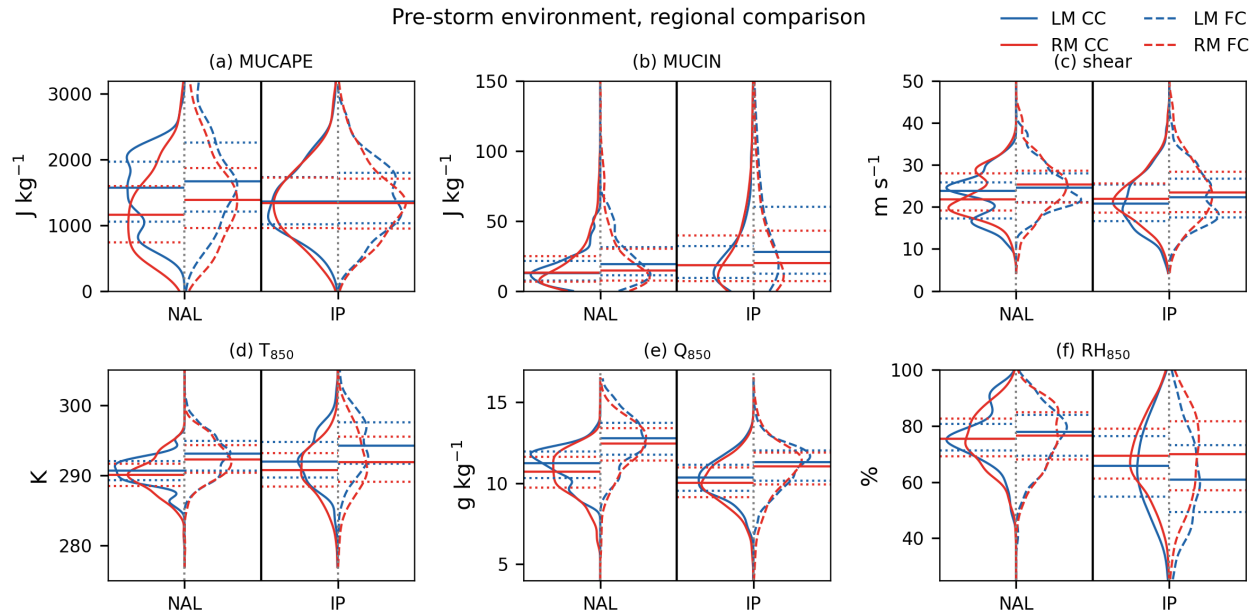 Pre-storm environment, regional comparison
LM CC
LM FC
RM CC
RM FC
(a) MUCAPE
(b) MUCIN
(c) shear
J kg⁻¹
3000
2000
1000
0
NAL
IP
J kg⁻¹
150
100
50
0
NAL
IP
m s⁻¹
50
40
30
20
10
0
NAL
IP
(d) T₈₅₀
(e) Q₈₅₀
(f) RH₈₅₀
K
300
290
280
NAL
IP
g kg⁻¹
15
10
5
NAL
IP
%
100
80
60
40
NAL
IP